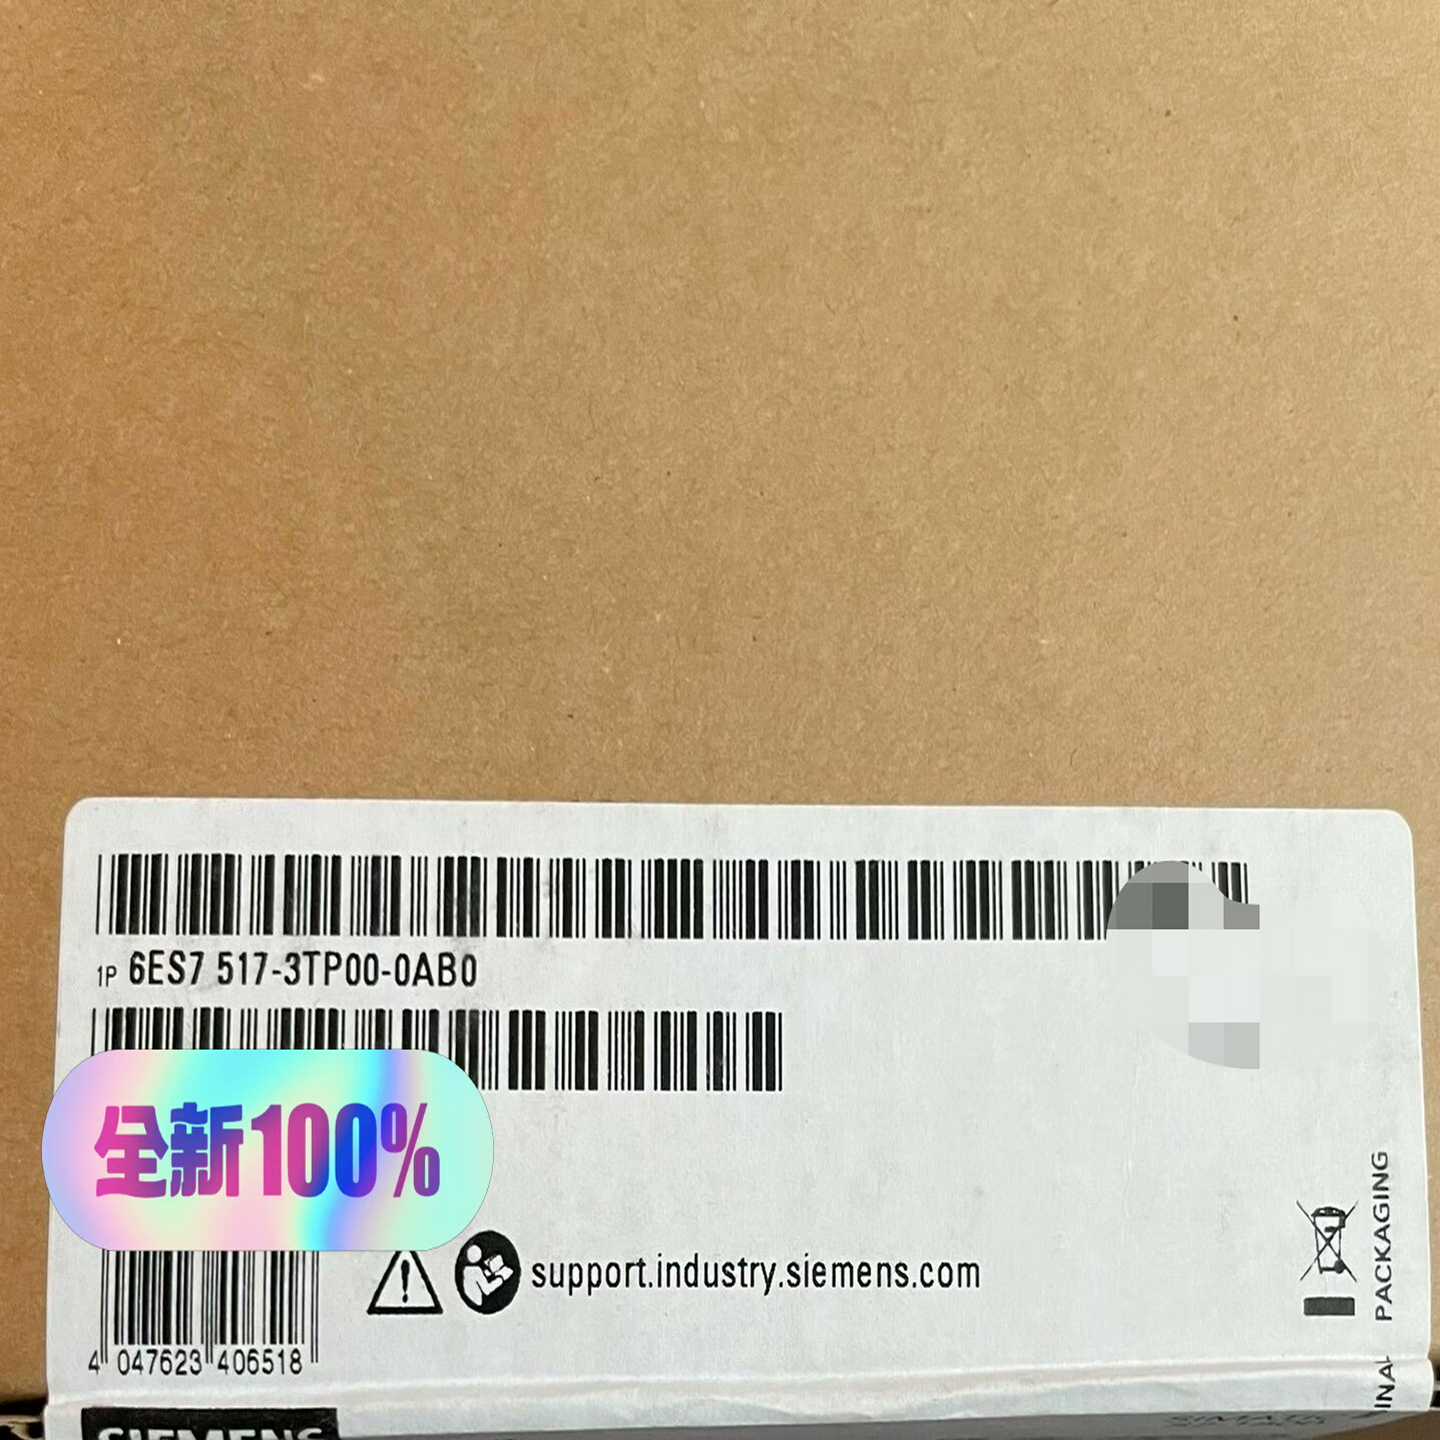 1P 6ES7 517-3TP00-0AB0
全新100%
support.industry.siemens.com
4 047623 406518
PACKAGING
SIEMENS